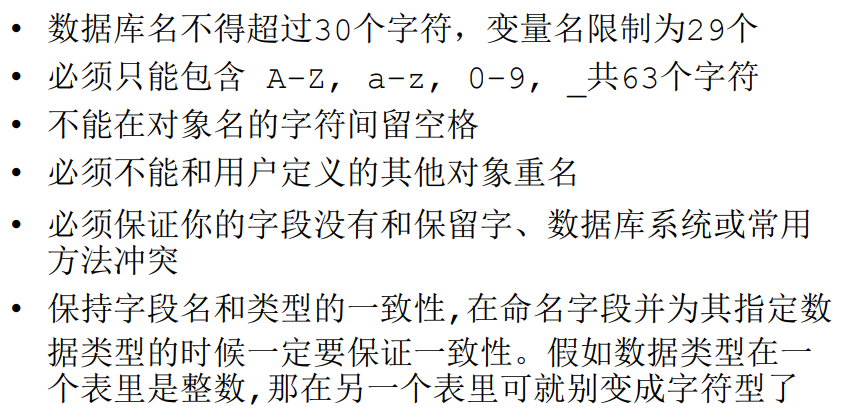 • 数据库名不得超过30个字符，变量名限制为29个
• 必须只能包含 A–Z, a–z, 0–9, _共63个字符
• 不能在对象名的字符间留空格
• 必须不能和用户定义的其他对象重名
• 必须保证你的字段没有和保留字、数据库系统或常用
方法冲突
• 保持字段名和类型的一致性,在命名字段并为其指定数
据类型的时候一定要保证一致性。假如数据类型在一
个表里是整数,那在另一个表里可就别变成字符型了